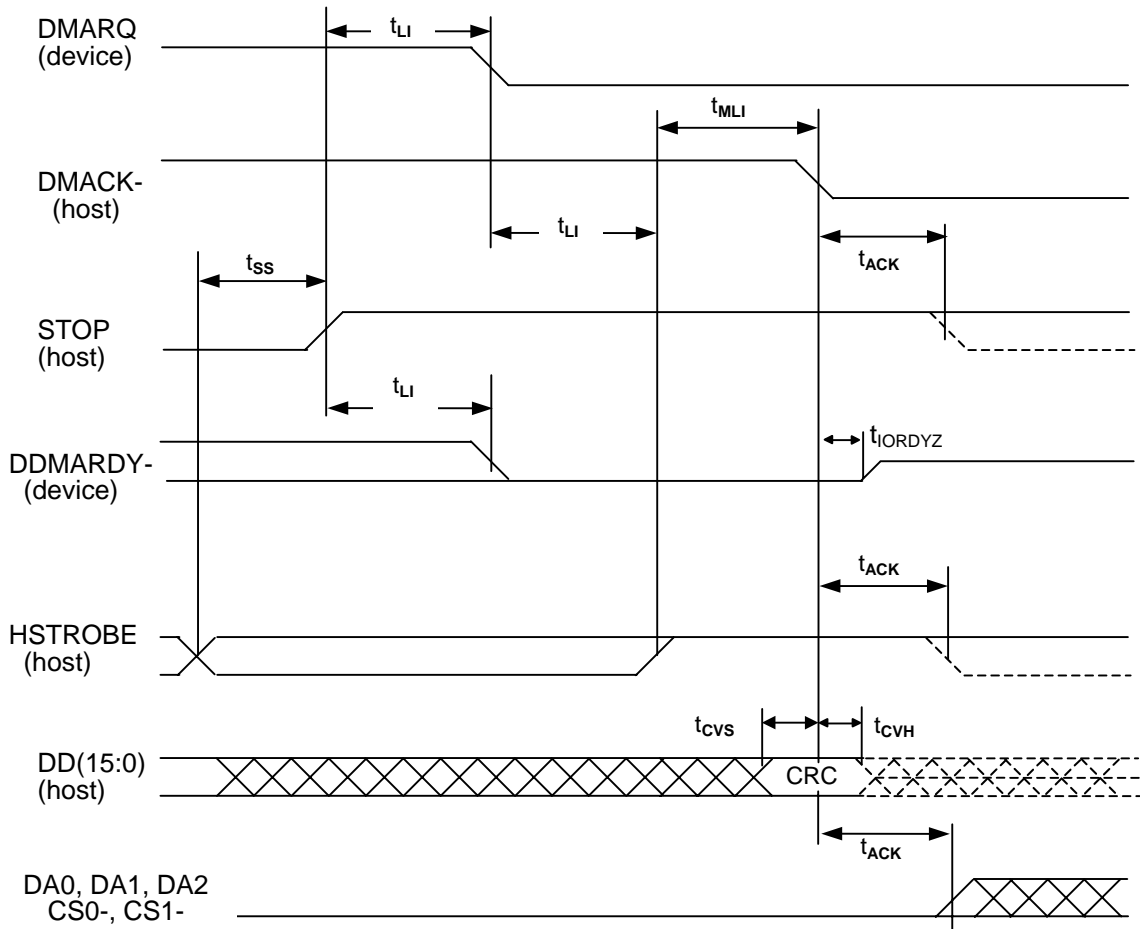 DMARQ
(device)
tLI
tMLI
DMACK-
(host)
tLI
tACK
tSS
STOP
(host)
tLI
tIORDYZ
DDMARDY-
(device)
tACK
HSTROBE
(host)
tCVS
tCVH
DD(15:0)
(host)
CRC
tACK
DA0, DA1, DA2
CS0-, CS1-